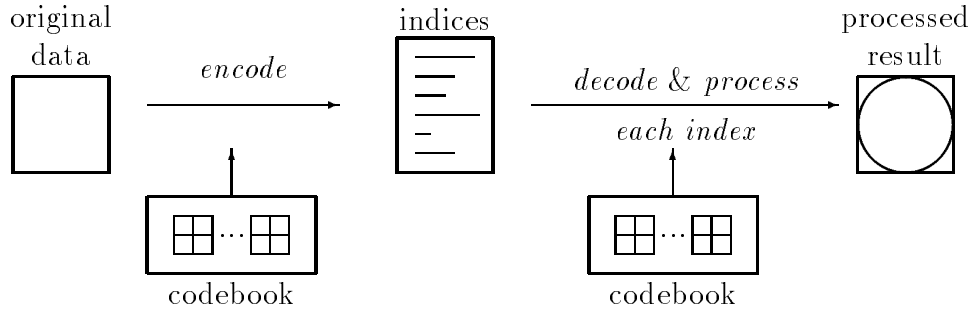 original
data
encode
codebook
indices
decode & process
each index
codebook
processed
result